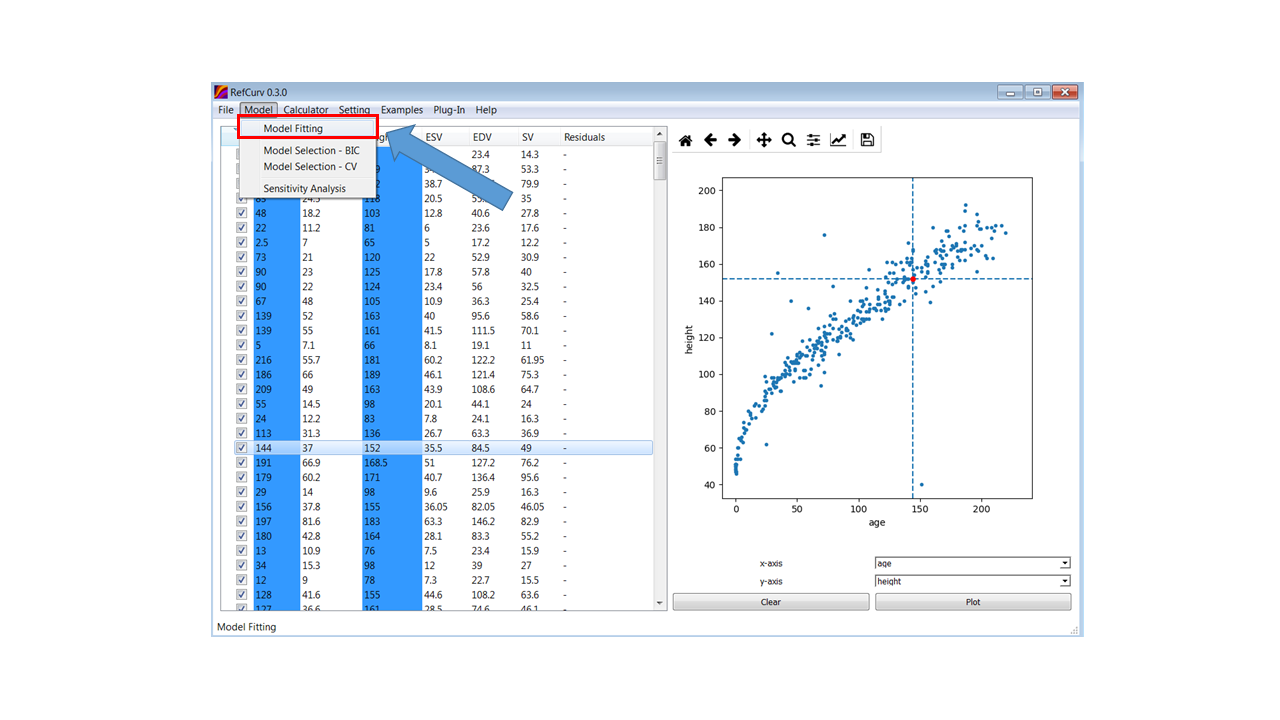 RefCurv 0.3.0
File Model Calculator Setting Examples Plug-In Help
Model Fitting
Model Selection - BIC
Model Selection - CV
Sensitivity Analysis
ESV EDV SV Residuals
23.4 14.3 -
87.3 53.3 -
38.7 79.9 -
20.5 35 -
48 18.2 103 12.8 40.6 27.8 -
22 11.2 81 6 23.6 17.6 -
2.5 7 65 5 17.2 12.2 -
73 21 120 22 52.9 30.9 -
90 23 125 17.8 57.8 40 -
90 22 124 23.4 56 32.5 -
67 48 105 10.9 36.3 25.4 -
139 52 163 40 95.6 58.6 -
139 55 161 41.5 111.5 70.1 -
5 7.1 66 8.1 19.1 11 -
216 55.7 181 60.2 122.2 61.95 -
186 66 189 46.1 121.4 75.3 -
209 49 163 43.9 108.6 64.7 -
55 14.5 98 20.1 44.1 24 -
24 12.2 83 7.8 24.1 16.3 -
113 31.3 136 26.7 63.3 36.9 -
144 37 152 35.5 84.5 49 -
191 66.9 168.5 51 127.2 76.2 -
179 60.2 171 40.7 136.4 95.6 -
29 14 98 9.6 25.9 16.3 -
156 37.8 155 36.05 82.05 46.05 -
197 81.6 183 63.3 146.2 82.9 -
180 42.8 164 28.1 83.3 55.2 -
13 10.9 76 7.5 23.4 15.9 -
34 15.3 98 12 39 27 -
12 9 78 7.3 22.7 15.5 -
128 41.6 155 44.6 108.2 63.6 -
127 36.6 161 28.5 74.6 46.1 -
200
180
160
140
120
100
80
60
40
height
0 50 100 150 200
age
x-axis age
y-axis height
Clear Plot
Model Fitting